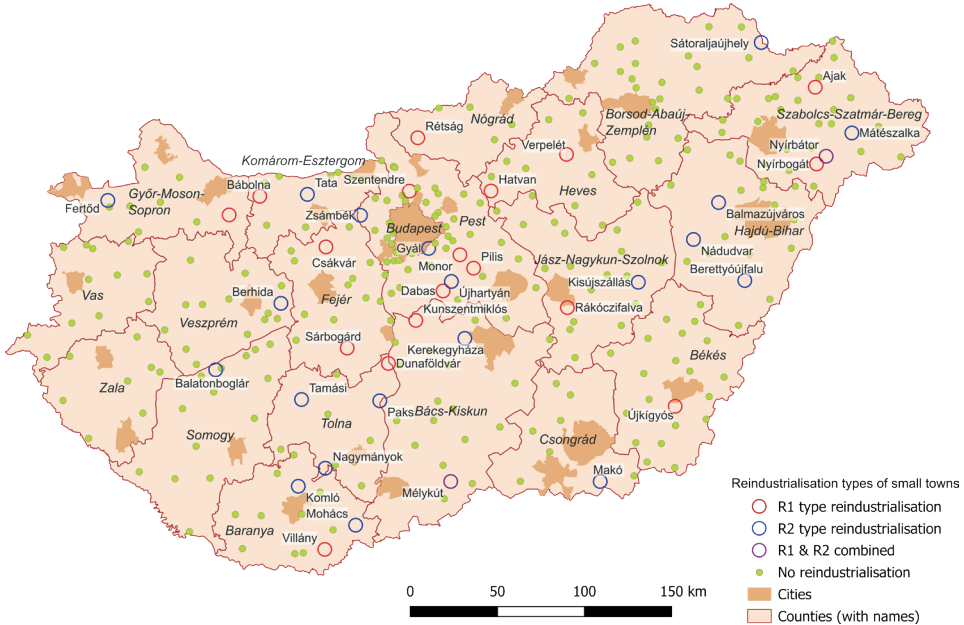 Sátoraljaújhely
Ajak
Borsod-Abaúj-
Zemplén
Szabolcs-Szatmár-Bereg
Nógrád
Rétság
Mátészalka
Verpelét
Nyírbátor
Nyírbogát
Komárom-Esztergom
Szentendre
Hatvan
Heves
Bábolna
Tata
Győr-Moson-
Sopron
Fertőd
Zsámbék
Pest
Balmazújváros
Hajdú-Bihar
Budapest
Gyál
Nádudvar
Csákvár
Monor
Pilis
Jász-Nagykun-Szolnok
Berettyóújfalu
Kisújszállás
Vas
Berhida
Fejér
Dabas
Újhartyán
Kunszentmiklós
Rákóczifalva
Veszprém
Sárbogárd
Kerekegyháza
Békés
Dunaföldvár
Zala
Balatonboglár
Tamási
Paks
Bács-Kiskun
Újkígyós
Tolna
Somogy
Csongrád
Nagymányok
Makó
Mélykút
Komló
Mohács
Baranya
Villány
Reindustrialisation types of small towns
R1 type reindustrialisation
R2 type reindustrialisation
R1 & R2 combined
No reindustrialisation
Cities
Counties (with names)
0 50 100 150 km